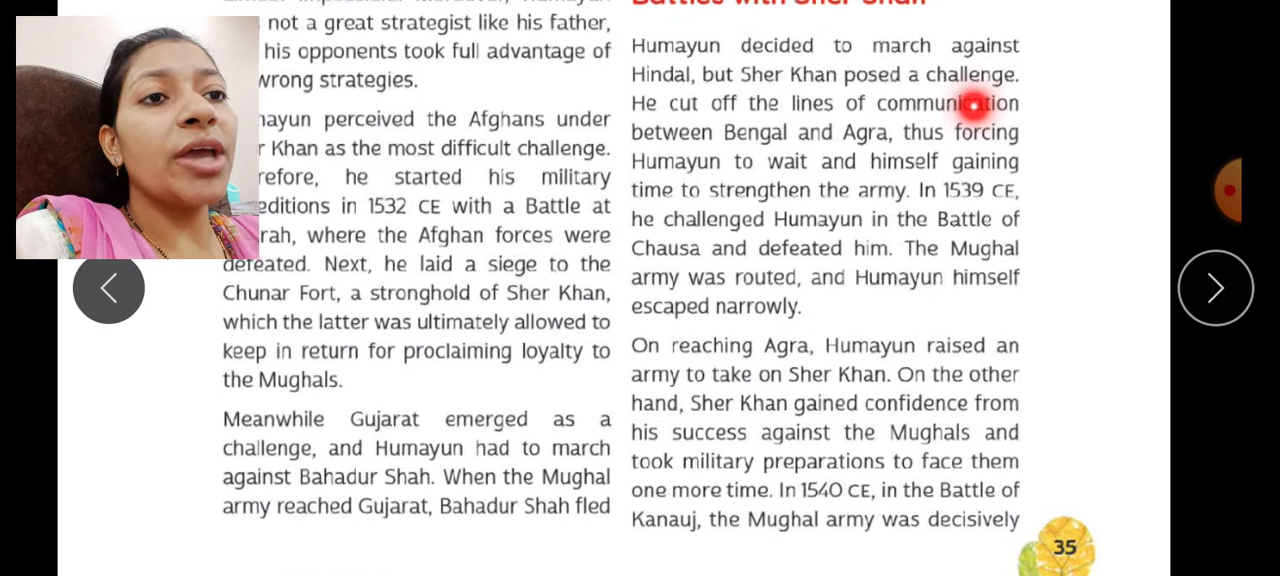 not a great strategist like his father,
his opponents took full advantage of
wrong strategies.
perceived the Afghans under
Khan as the most difficult challenge.
he started his military
in 1532 CE with a Battle at
where the Afghan forces were
defeated. Next, he laid a siege to the
Chunar Fort, a stronghold of Sher Khan,
which the latter was ultimately allowed to
keep in return for proclaiming loyalty to
the Mughals.
Meanwhile Gujarat emerged as a
challenge, and Humayun had to march
against Bahadur Shah. When the Mughal
army reached Gujarat, Bahadur Shah fled
Battles with Sher Shah
Humayun decided to march against
Hindal, but Sher Khan posed a challenge.
He cut off the lines of communication
between Bengal and Agra, thus forcing
Humayun to wait and himself gaining
time to strengthen the army. In 1539 CE,
he challenged Humayun in the Battle of
Chausa and defeated him. The Mughal
army was routed, and Humayun himself
escaped narrowly.
On reaching Agra, Humayun raised an
army to take on Sher Khan. On the other
hand, Sher Khan gained confidence from
his success against the Mughals and
took military preparations to face them
one more time. In 1540 CE, in the Battle of
Kanauj, the Mughal army was decisively
35